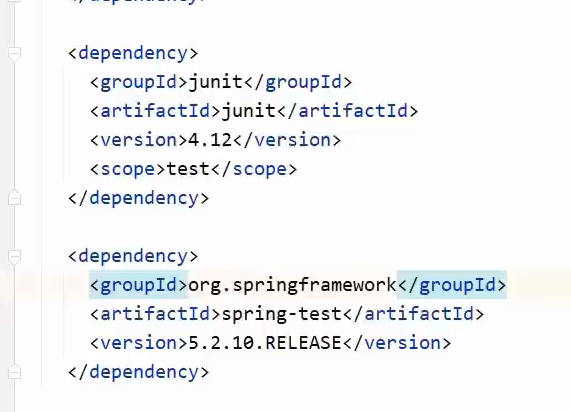 </dependency>
<dependency>
<groupId>junit</groupId>
<artifactId>junit</artifactId>
<version>4.12</version>
<scope>test</scope>
</dependency>
<dependency>
<groupId>org.springframework</groupId>
<artifactId>spring-test</artifactId>
<version>5.2.10.RELEASE</version>
</dependency>